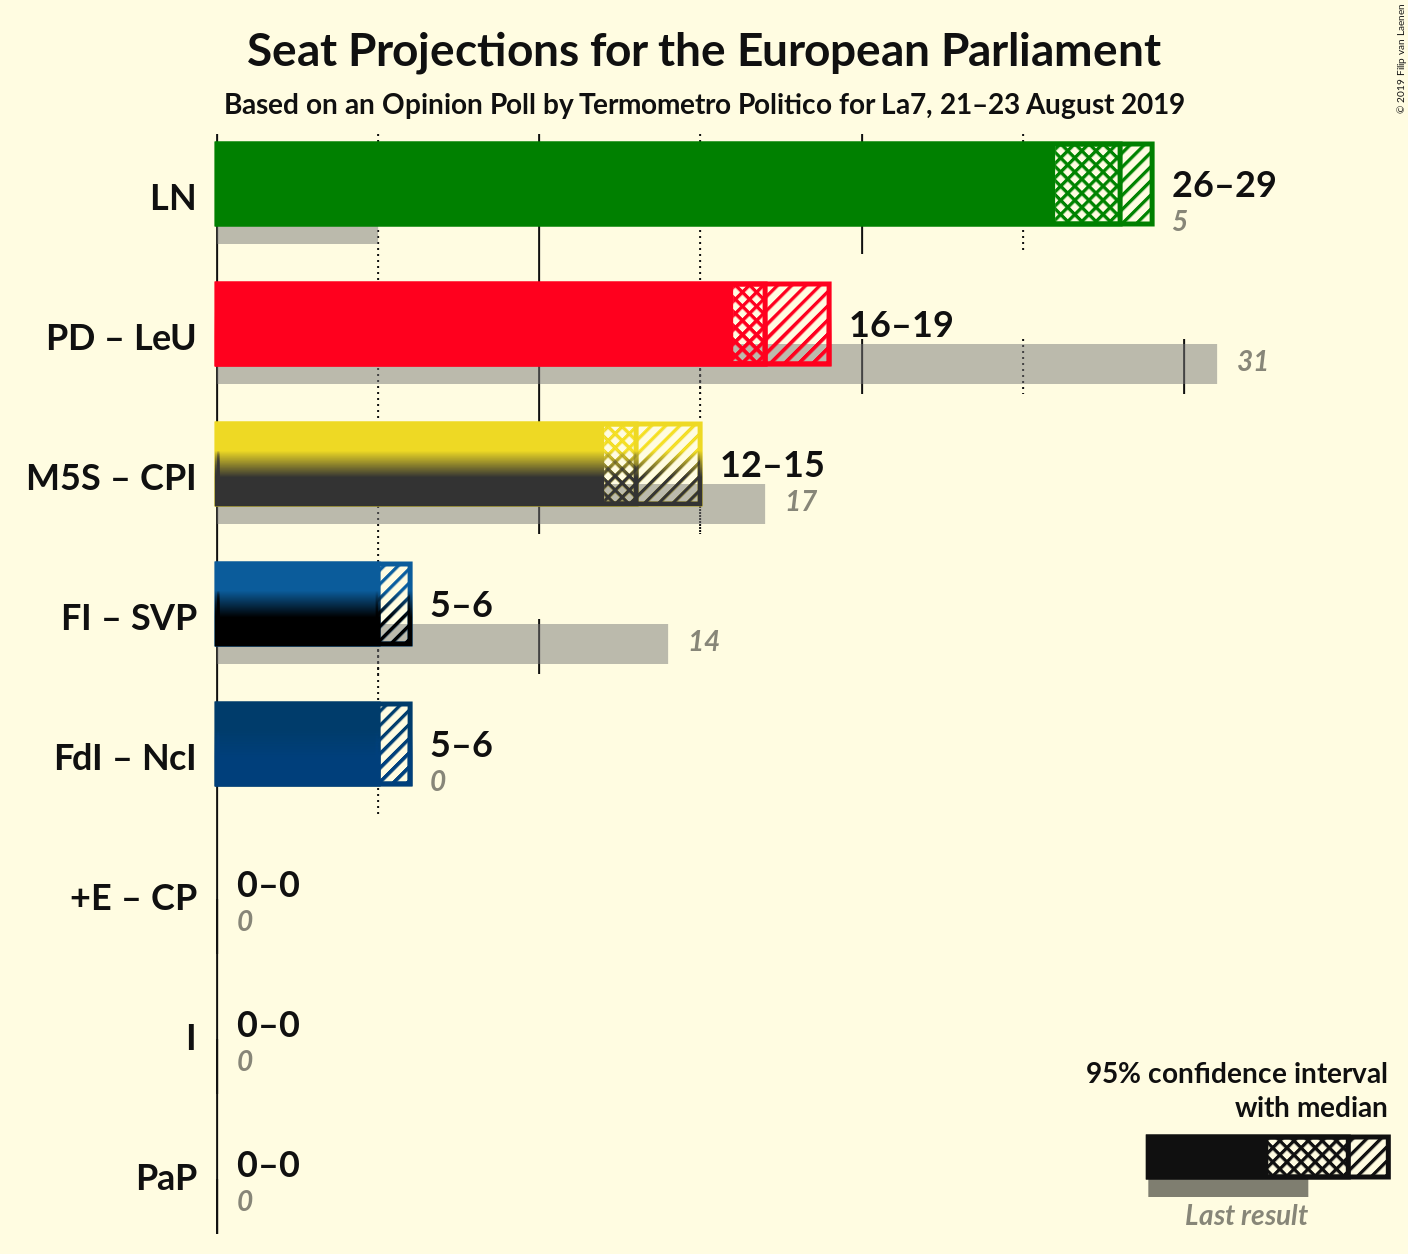 Seat Projections for the European Parliament
Based on an Opinion Poll by Termometro Politico for La7, 21–23 August 2019
© 2019 Filip van Laenen
LN
26–29
5
PD – LeU
16–19
31
M5S – CPI
12–15
17
FI – SVP
5–6
14
FdI – NcI
5–6
0
+E – CP
0–0
0
I
0–0
0
PaP
0–0
0
95% confidence interval
with median
Last result